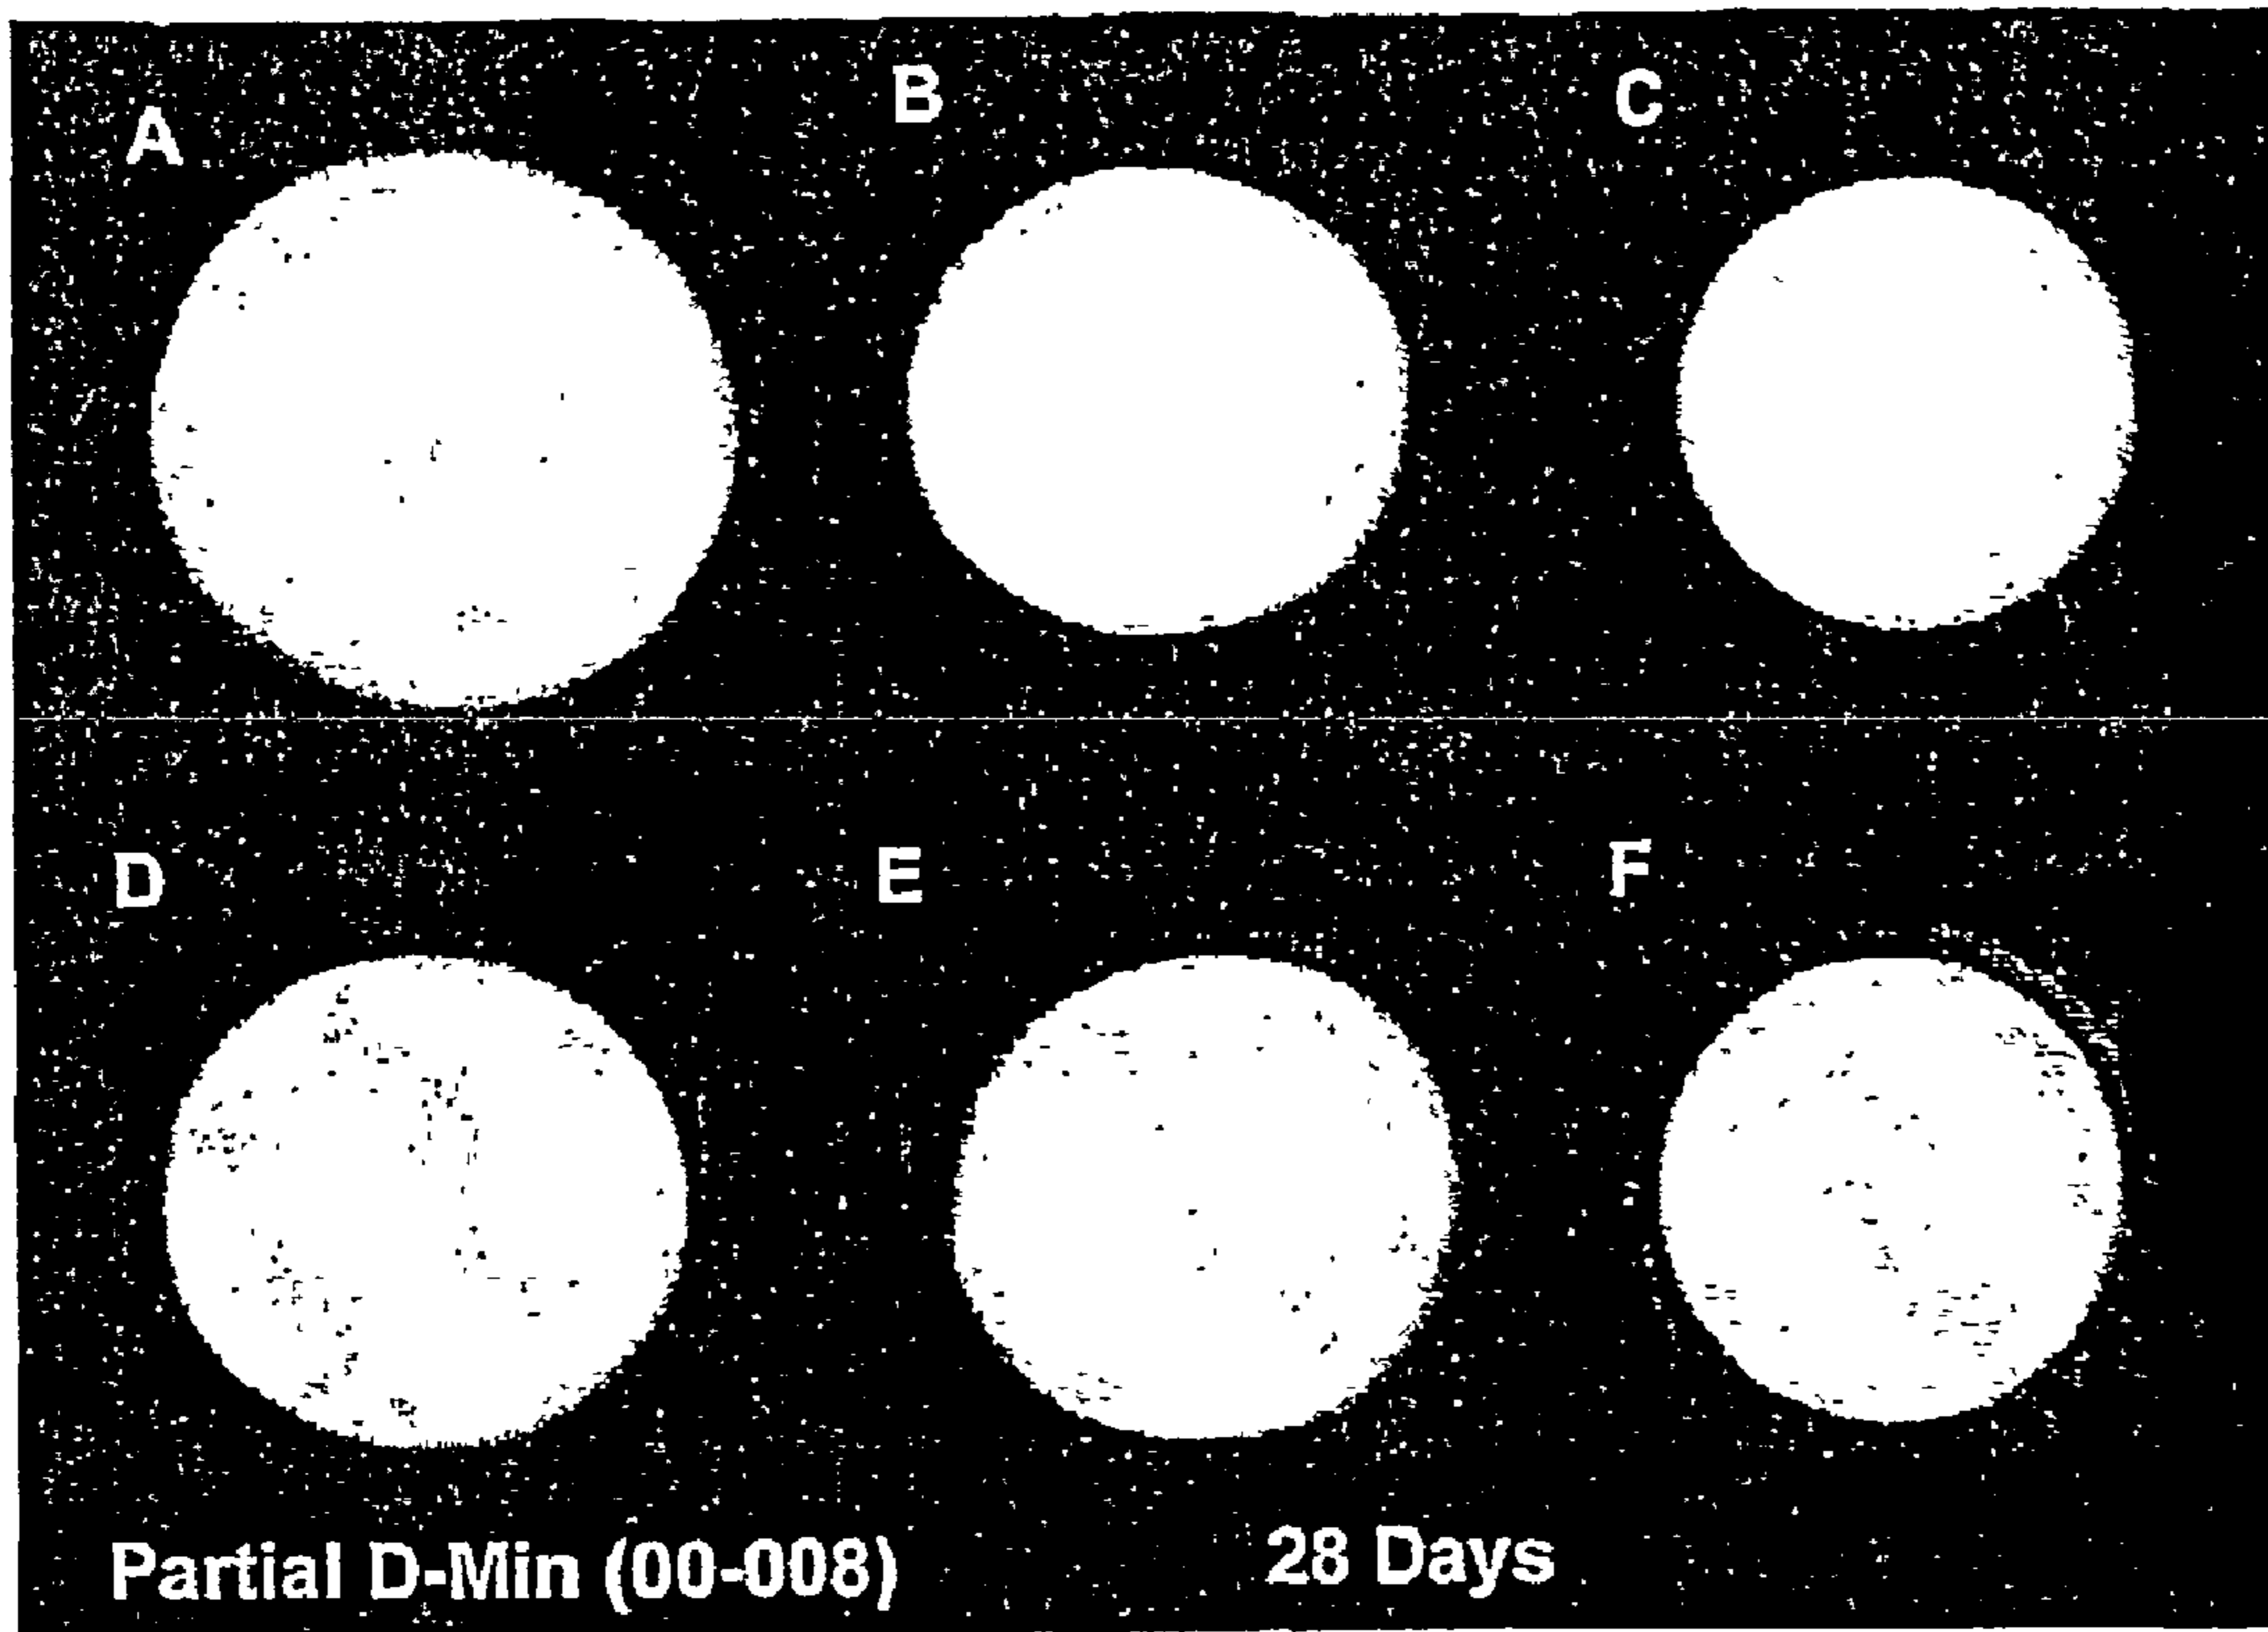 A
B
C
D
E
F
Partial D-Min (00-008)
28 Days